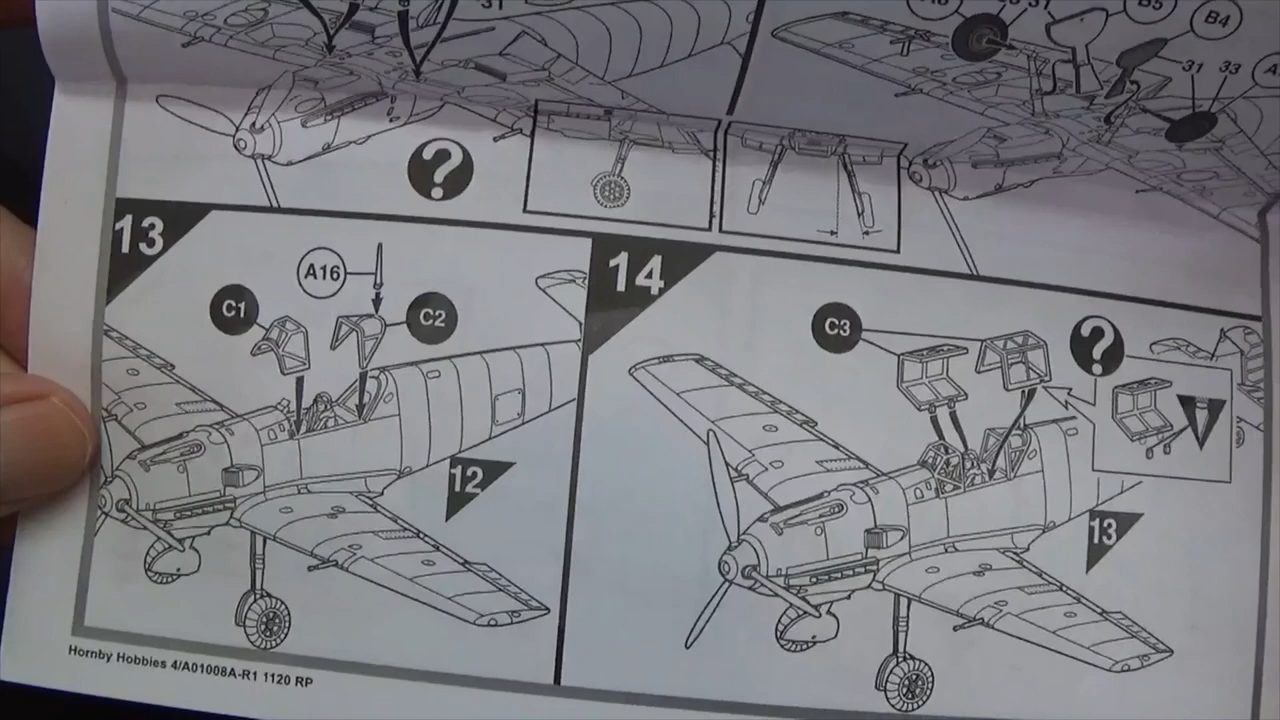 31
B5
B4
31
33
?
13
A16
C1
C2
12
14
C3
?
13
Hornby Hobbies 4/A01008A-R1 1120 RP